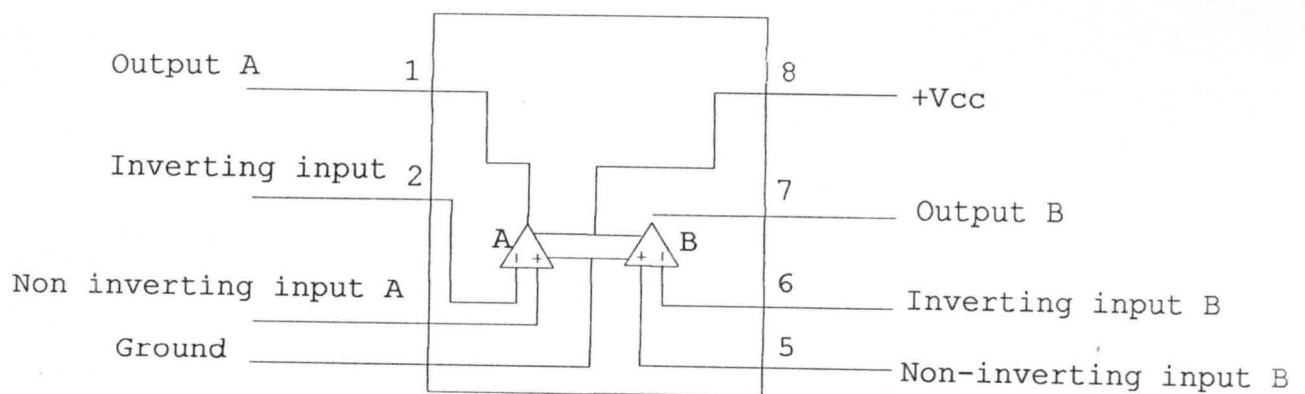 Output A
1
Inverting input
2
Non inverting input A
Ground
A
B
- +
+ -
8
+Vcc
7
Output B
6
Inverting input B
5
Non-inverting input B